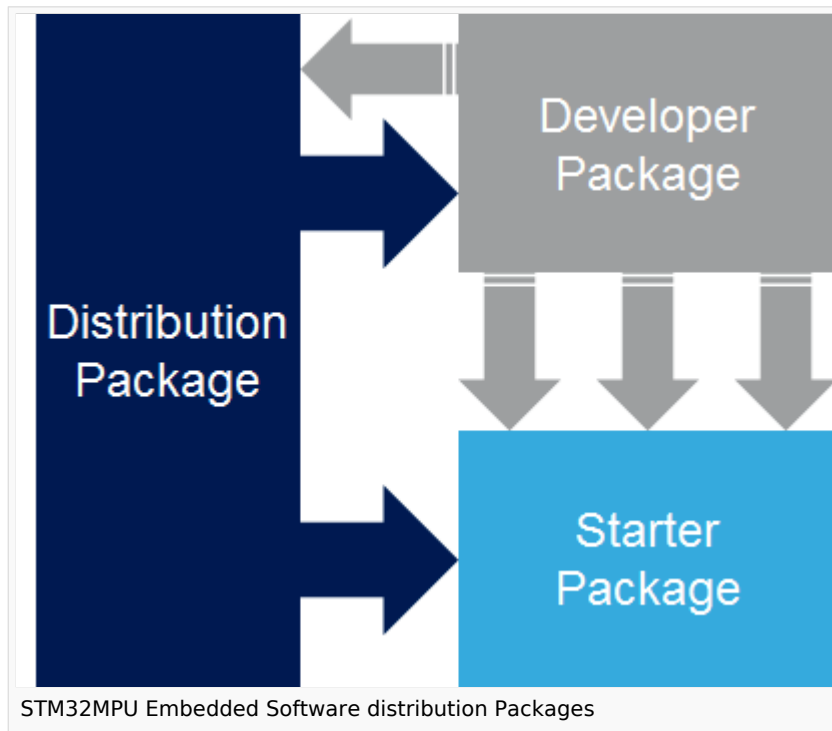 Developer
Package
Distribution
Package
Starter
Package
STM32MPU Embedded Software distribution Packages